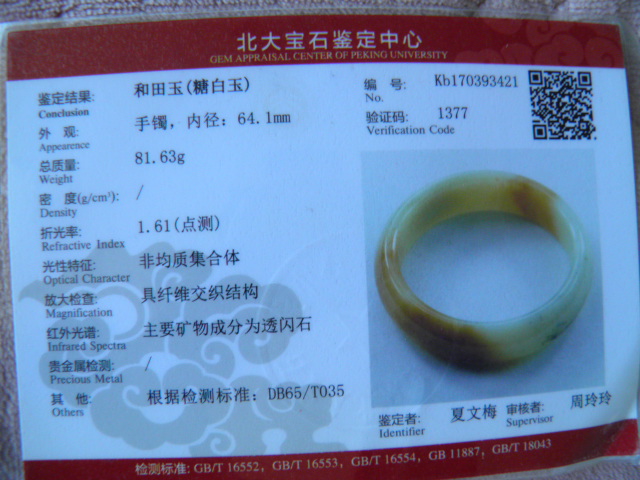 北大宝石鉴定中心
GEM APPRAISAL CENTER OF PEKING UNIVERSITY
鉴定结果: 和田玉(糖白玉)
Conclusion
外 观: 手镯，内径：64.1mm
Appearence
总质量: 81.63g
Weight
密 度(g/cm³): /
Density
折光率: 1.61(点测)
Refractive Index
光性特征: 非均质集合体
Optical Character
放大检查: 具纤维交织结构
Magnification
红外光谱: 主要矿物成分为透闪石
Infrared Spectra
贵金属检测: /
Precious Metal
其 他: 根据检测标准：DB65/T035
Others
编 号: Kb170393421
No.
验证码: 1377
Verification Code
鉴定者: 夏文梅 审核者: 周玲玲
Identifier Supervisor
检测标准: GB/T 16552, GB/T 16553, GB/T 16554, GB 11887, GB/T 18043